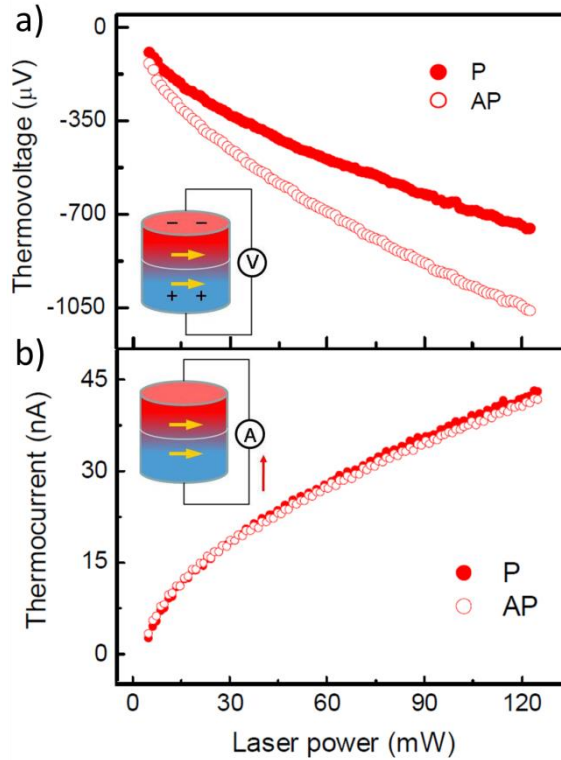 a)
0
-350
-700
-1050
Thermovoltage (μV)
P
AP
− −
V
+ +
b)
45
30
15
0
Thermocurrent (nA)
A
P
AP
0 30 60 90 120
Laser power (mW)